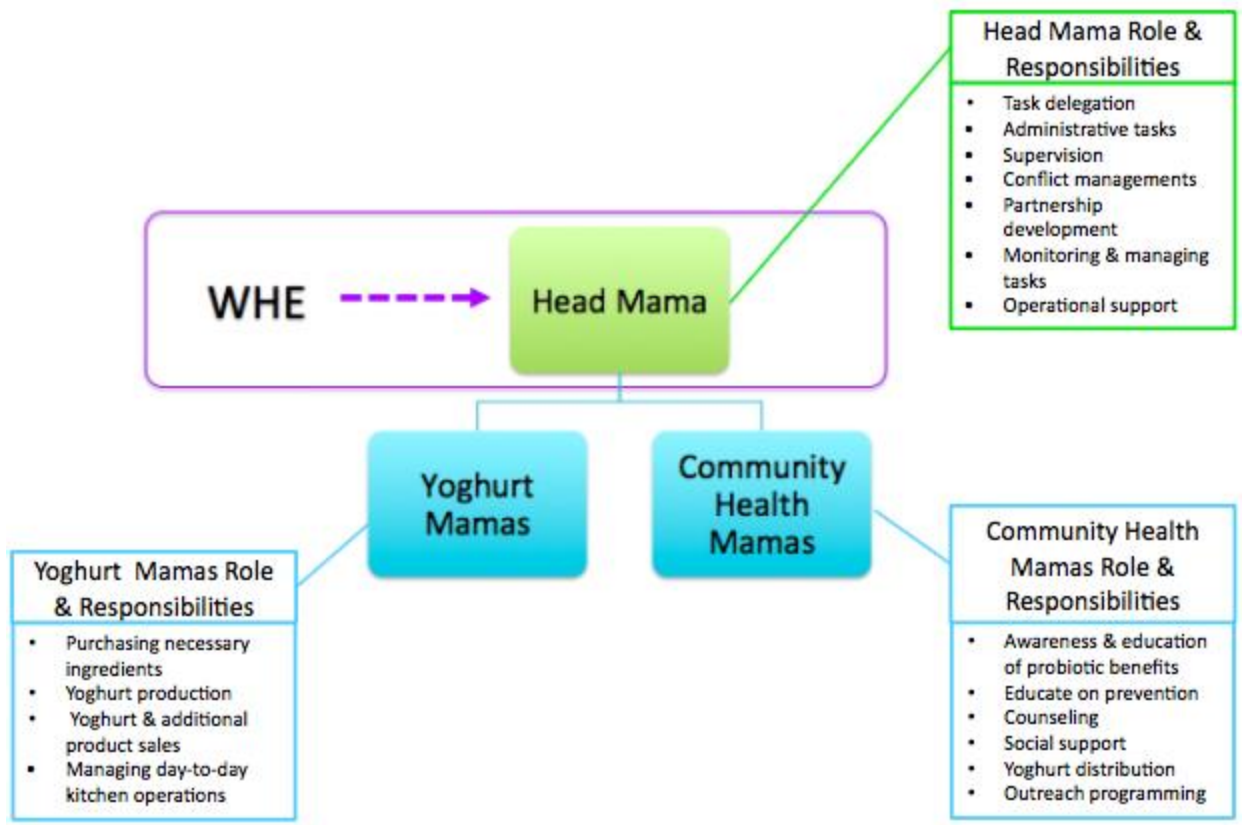 Head Mama Role &
Responsibilities
• Task delegation
▪ Administrative tasks
▪ Supervision
▪ Conflict managements
▪ Partnership
development
▪ Monitoring & managing
tasks
▪ Operational support
WHE
Head Mama
Yoghurt
Mamas
Community
Health
Mamas
Yoghurt Mamas Role
& Responsibilities
• Purchasing necessary
ingredients
• Yoghurt production
• Yoghurt & additional
product sales
▪ Managing day-to-day
kitchen operations
Community Health
Mamas Role &
Responsibilities
• Awareness & education
of probiotic benefits
• Educate on prevention
• Counseling
• Social support
• Yoghurt distribution
• Outreach programming